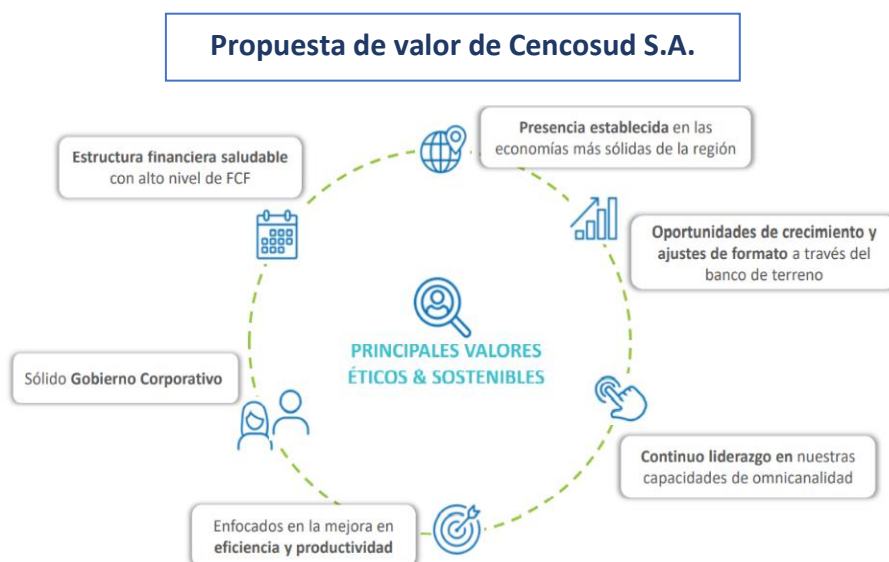 Propuesta de valor de Cencosud S.A.
Presencia establecida en las
economías más sólidas de la región
Oportunidades de crecimiento y
ajustes de formato a través del
banco de terreno
Continuo liderazgo en nuestras
capacidades de omnicanalidad
Enfocados en la mejora en
eficiencia y productividad
Sólido Gobierno Corporativo
Estructura financiera saludable
con alto nivel de FCF
PRINCIPALES VALORES
ÉTICOS & SOSTENIBLES